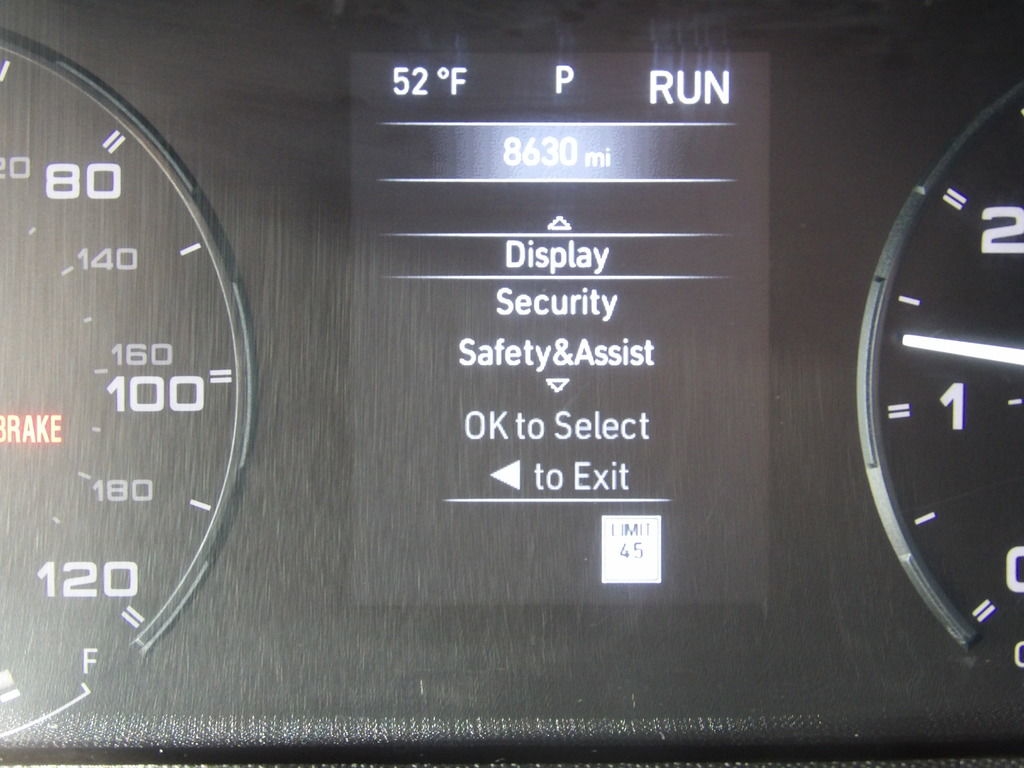 52 °F P RUN
8630 mi
Display
Security
Safety&Assist
OK to Select
to Exit
LIMIT
45
80
140
160
100
180
120
F
BRAKE
2
1